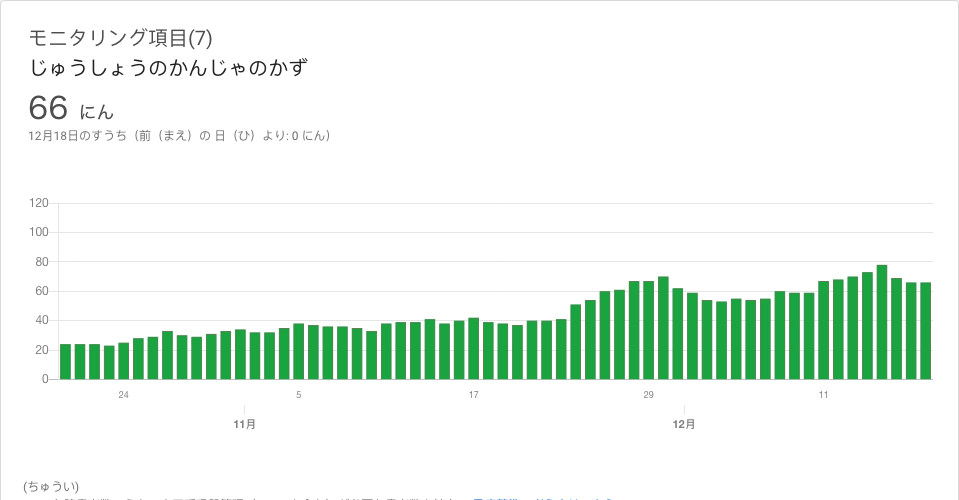 モニタリング項目(7)
じゅうしょうのかんじゃのかず
66 にん
12月18日のすうち（前（まえ）の 日（ひ）より: 0 にん）
120
100
80
60
40
20
0
24 5 17 29 11
11月 12月
(ちゅうい)